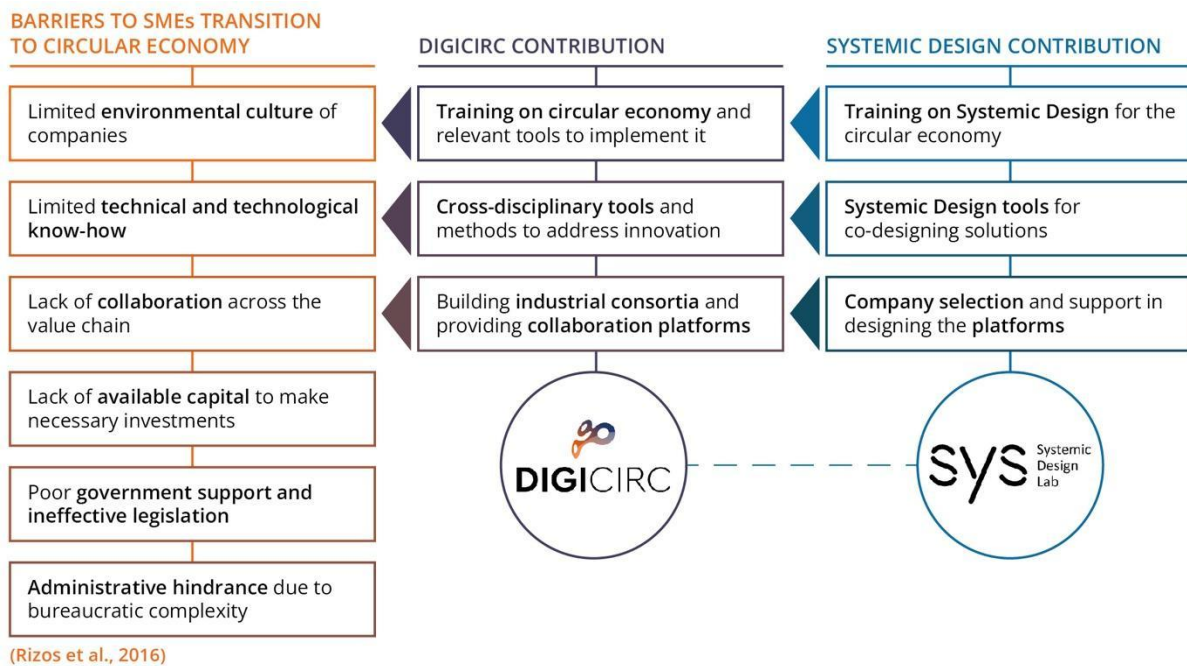 BARRIERS TO SMEs TRANSITION
TO CIRCULAR ECONOMY
Limited environmental culture of
companies
Limited technical and technological
know-how
Lack of collaboration across the
value chain
Lack of available capital to make
necessary investments
Poor government support and
ineffective legislation
Administrative hindrance due to
bureaucratic complexity
(Rizos et al., 2016)
DIGICIRC CONTRIBUTION
Training on circular economy and
relevant tools to implement it
Cross-disciplinary tools and
methods to address innovation
Building industrial consortia and
providing collaboration platforms
DIGICIRC
SYSTEMIC DESIGN CONTRIBUTION
Training on Systemic Design for the
circular economy
Systemic Design tools for
co-designing solutions
Company selection and support in
designing the platforms
sys
Systemic
Design
Lab